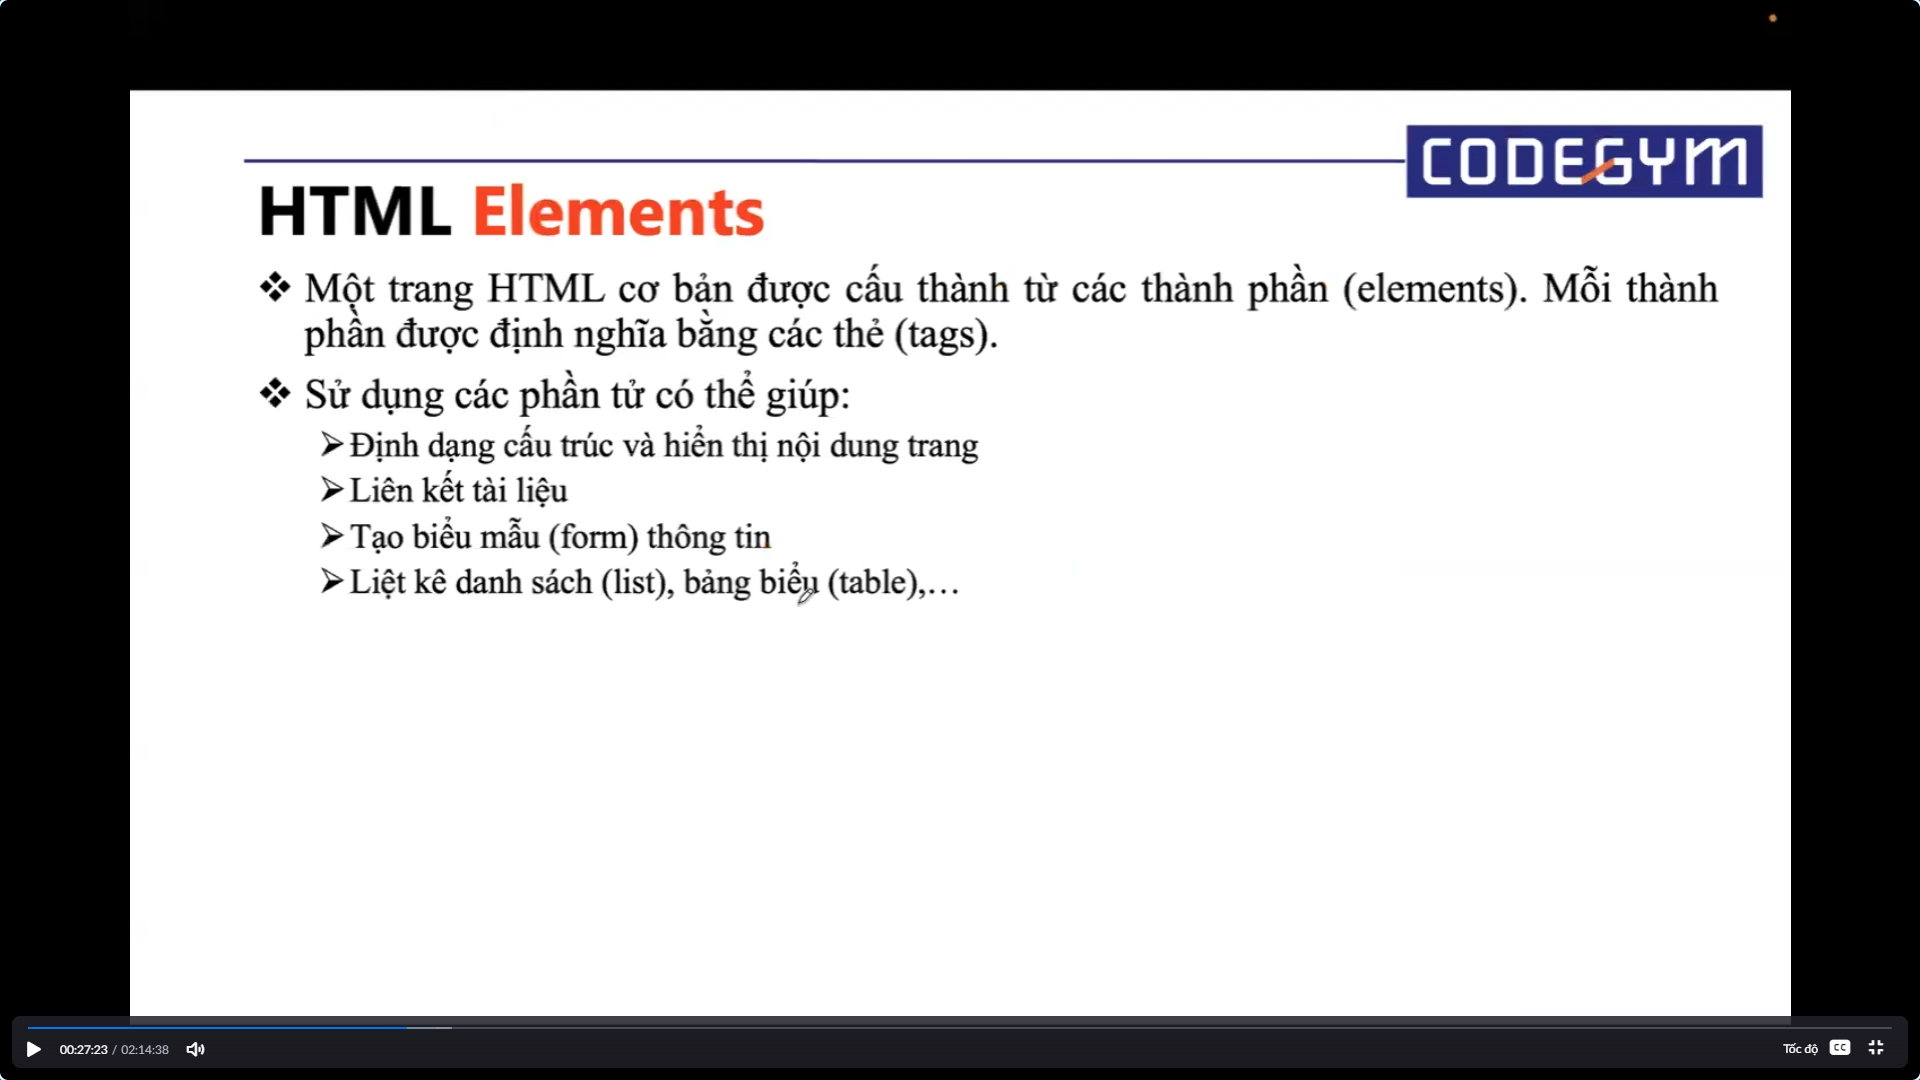 CODEGYM
HTML Elements
❖ Một trang HTML cơ bản được cấu thành từ các thành phần (elements). Mỗi thành
phần được định nghĩa bằng các thẻ (tags).
❖ Sử dụng các phần tử có thể giúp:
➢Định dạng cấu trúc và hiển thị nội dung trang
➢Liên kết tài liệu
➢Tạo biểu mẫu (form) thông tin
➢Liệt kê danh sách (list), bảng biểu (table),…
00:27:23 / 02:14:38
Tốc độ CC